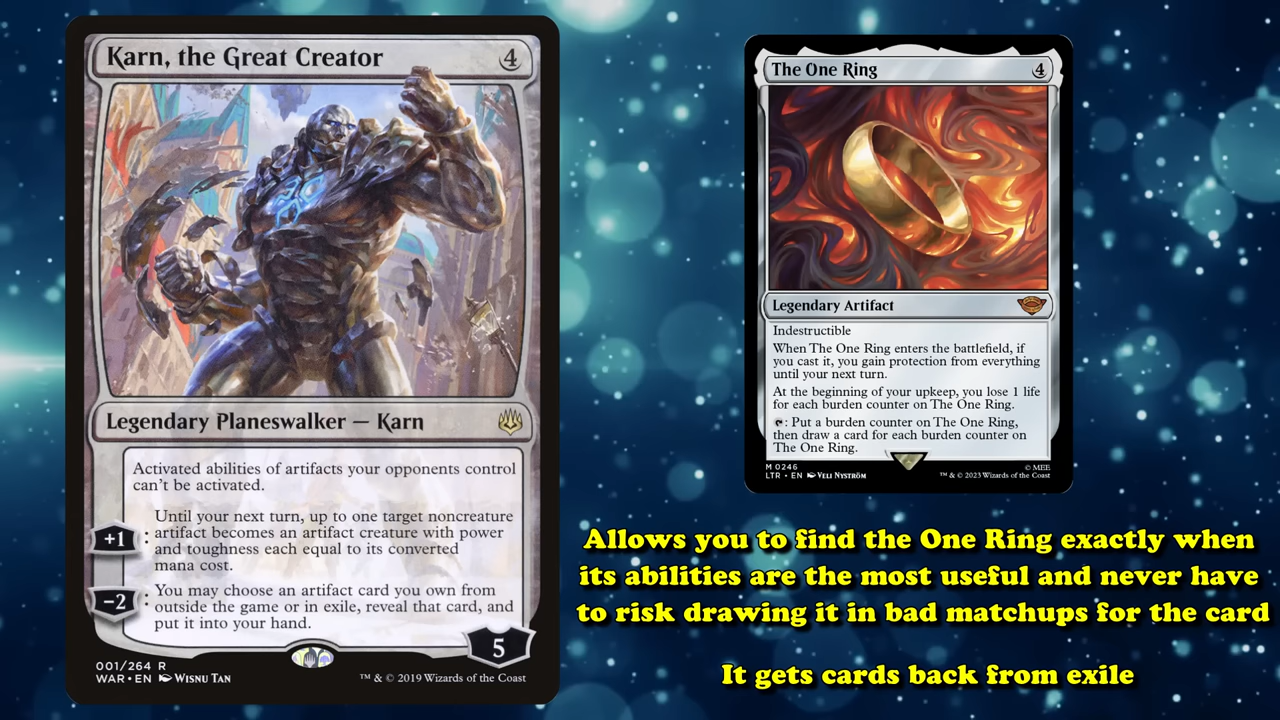 Karn, the Great Creator 4
Legendary Planeswalker — Karn
Activated abilities of artifacts your opponents control
can't be activated.
+1: Until your next turn, up to one target noncreature
artifact becomes an artifact creature with power
and toughness each equal to its converted
mana cost.
-2: You may choose an artifact card you own from
outside the game or in exile, reveal that card, and
put it into your hand.
5
001/264 R
WAR • EN Wisnu Tan
™ & © 2019 Wizards of the Coast
The One Ring 4
Legendary Artifact
Indestructible
When The One Ring enters the battlefield, if
you cast it, you gain protection from everything
until your next turn.
At the beginning of your upkeep, you lose 1 life
for each burden counter on The One Ring.
: Put a burden counter on The One Ring,
then draw a card for each burden counter on
The One Ring.
M 0246
LTR • EN Veli Nyström
© MEE
™ & © 2023 Wizards of the Coast
Allows you to find the One Ring exactly when
its abilities are the most useful and never have
to risk drawing it in bad matchups for the card
It gets cards back from exile